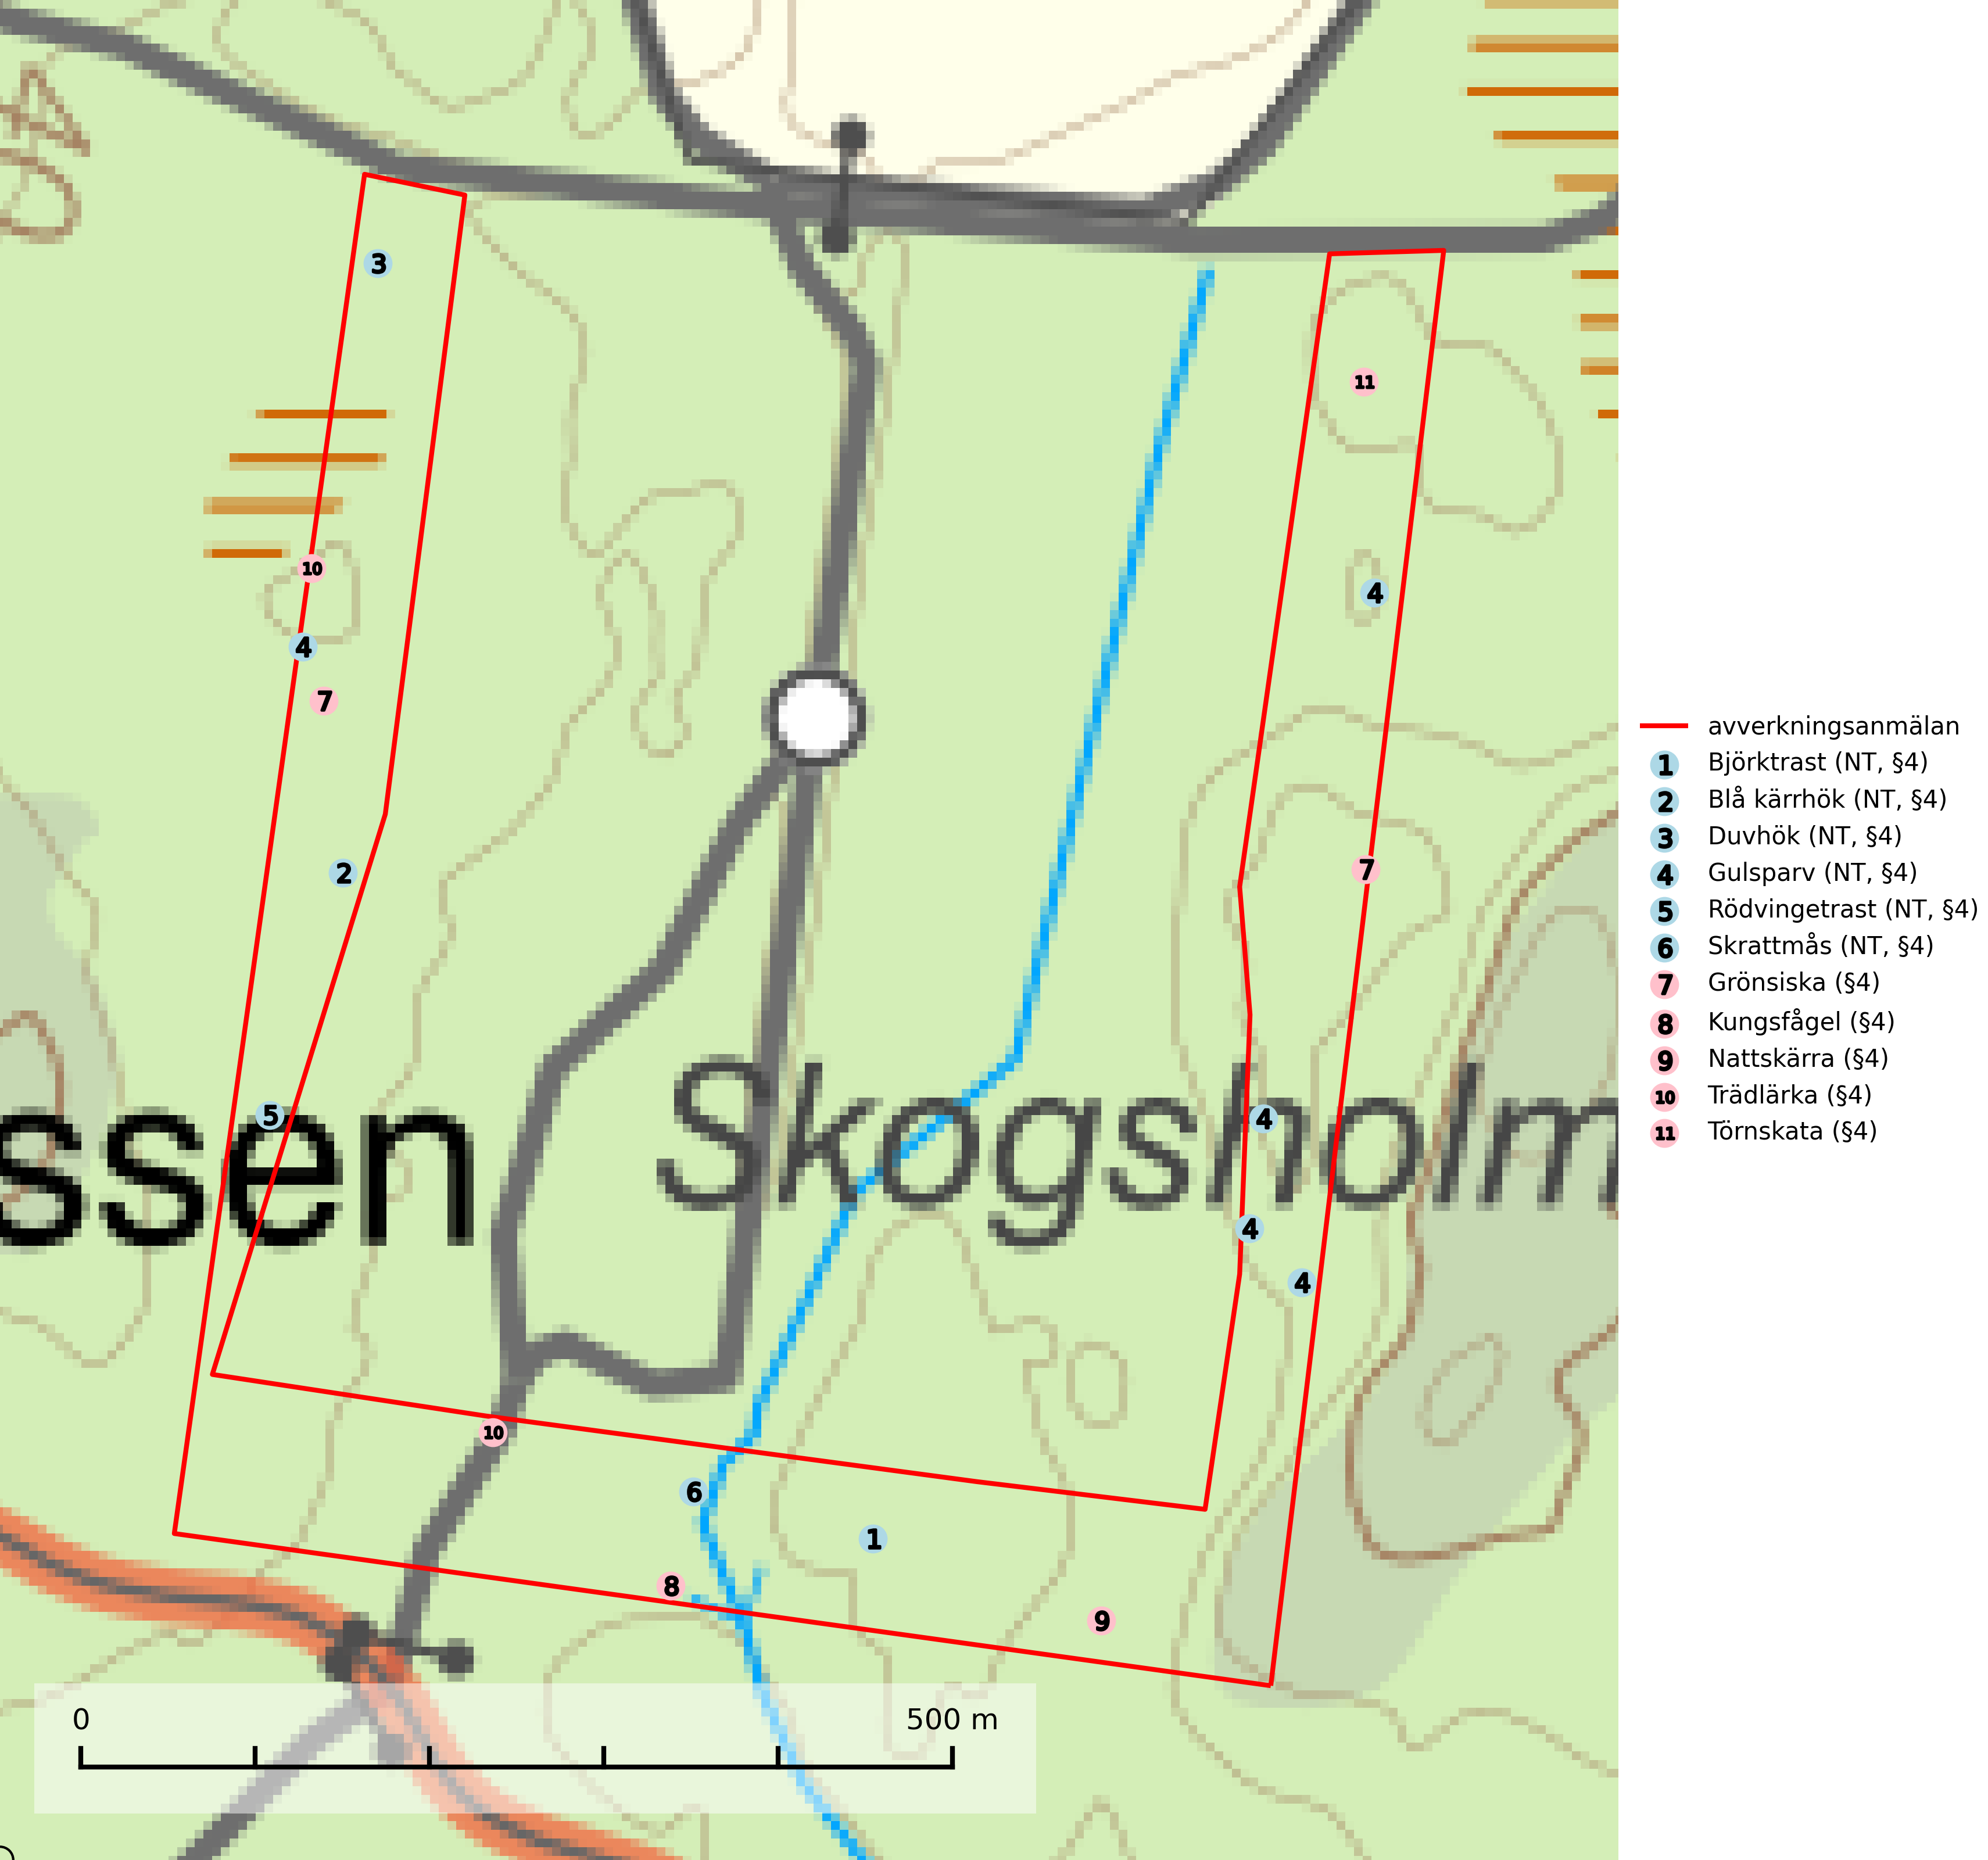 3
11
10
4
4
7
7
2
5
4
ssen
Skogsholm
4
4
10
6
1
8
9
0 500 m
avverkningsanmälan
1 Björktrast (NT, §4)
2 Blå kärrhök (NT, §4)
3 Duvhök (NT, §4)
4 Gulsparv (NT, §4)
5 Rödvingetrast (NT, §4)
6 Skrattmås (NT, §4)
7 Grönsiska (§4)
8 Kungsfågel (§4)
9 Nattskärra (§4)
10 Trädlärka (§4)
11 Törnskata (§4)